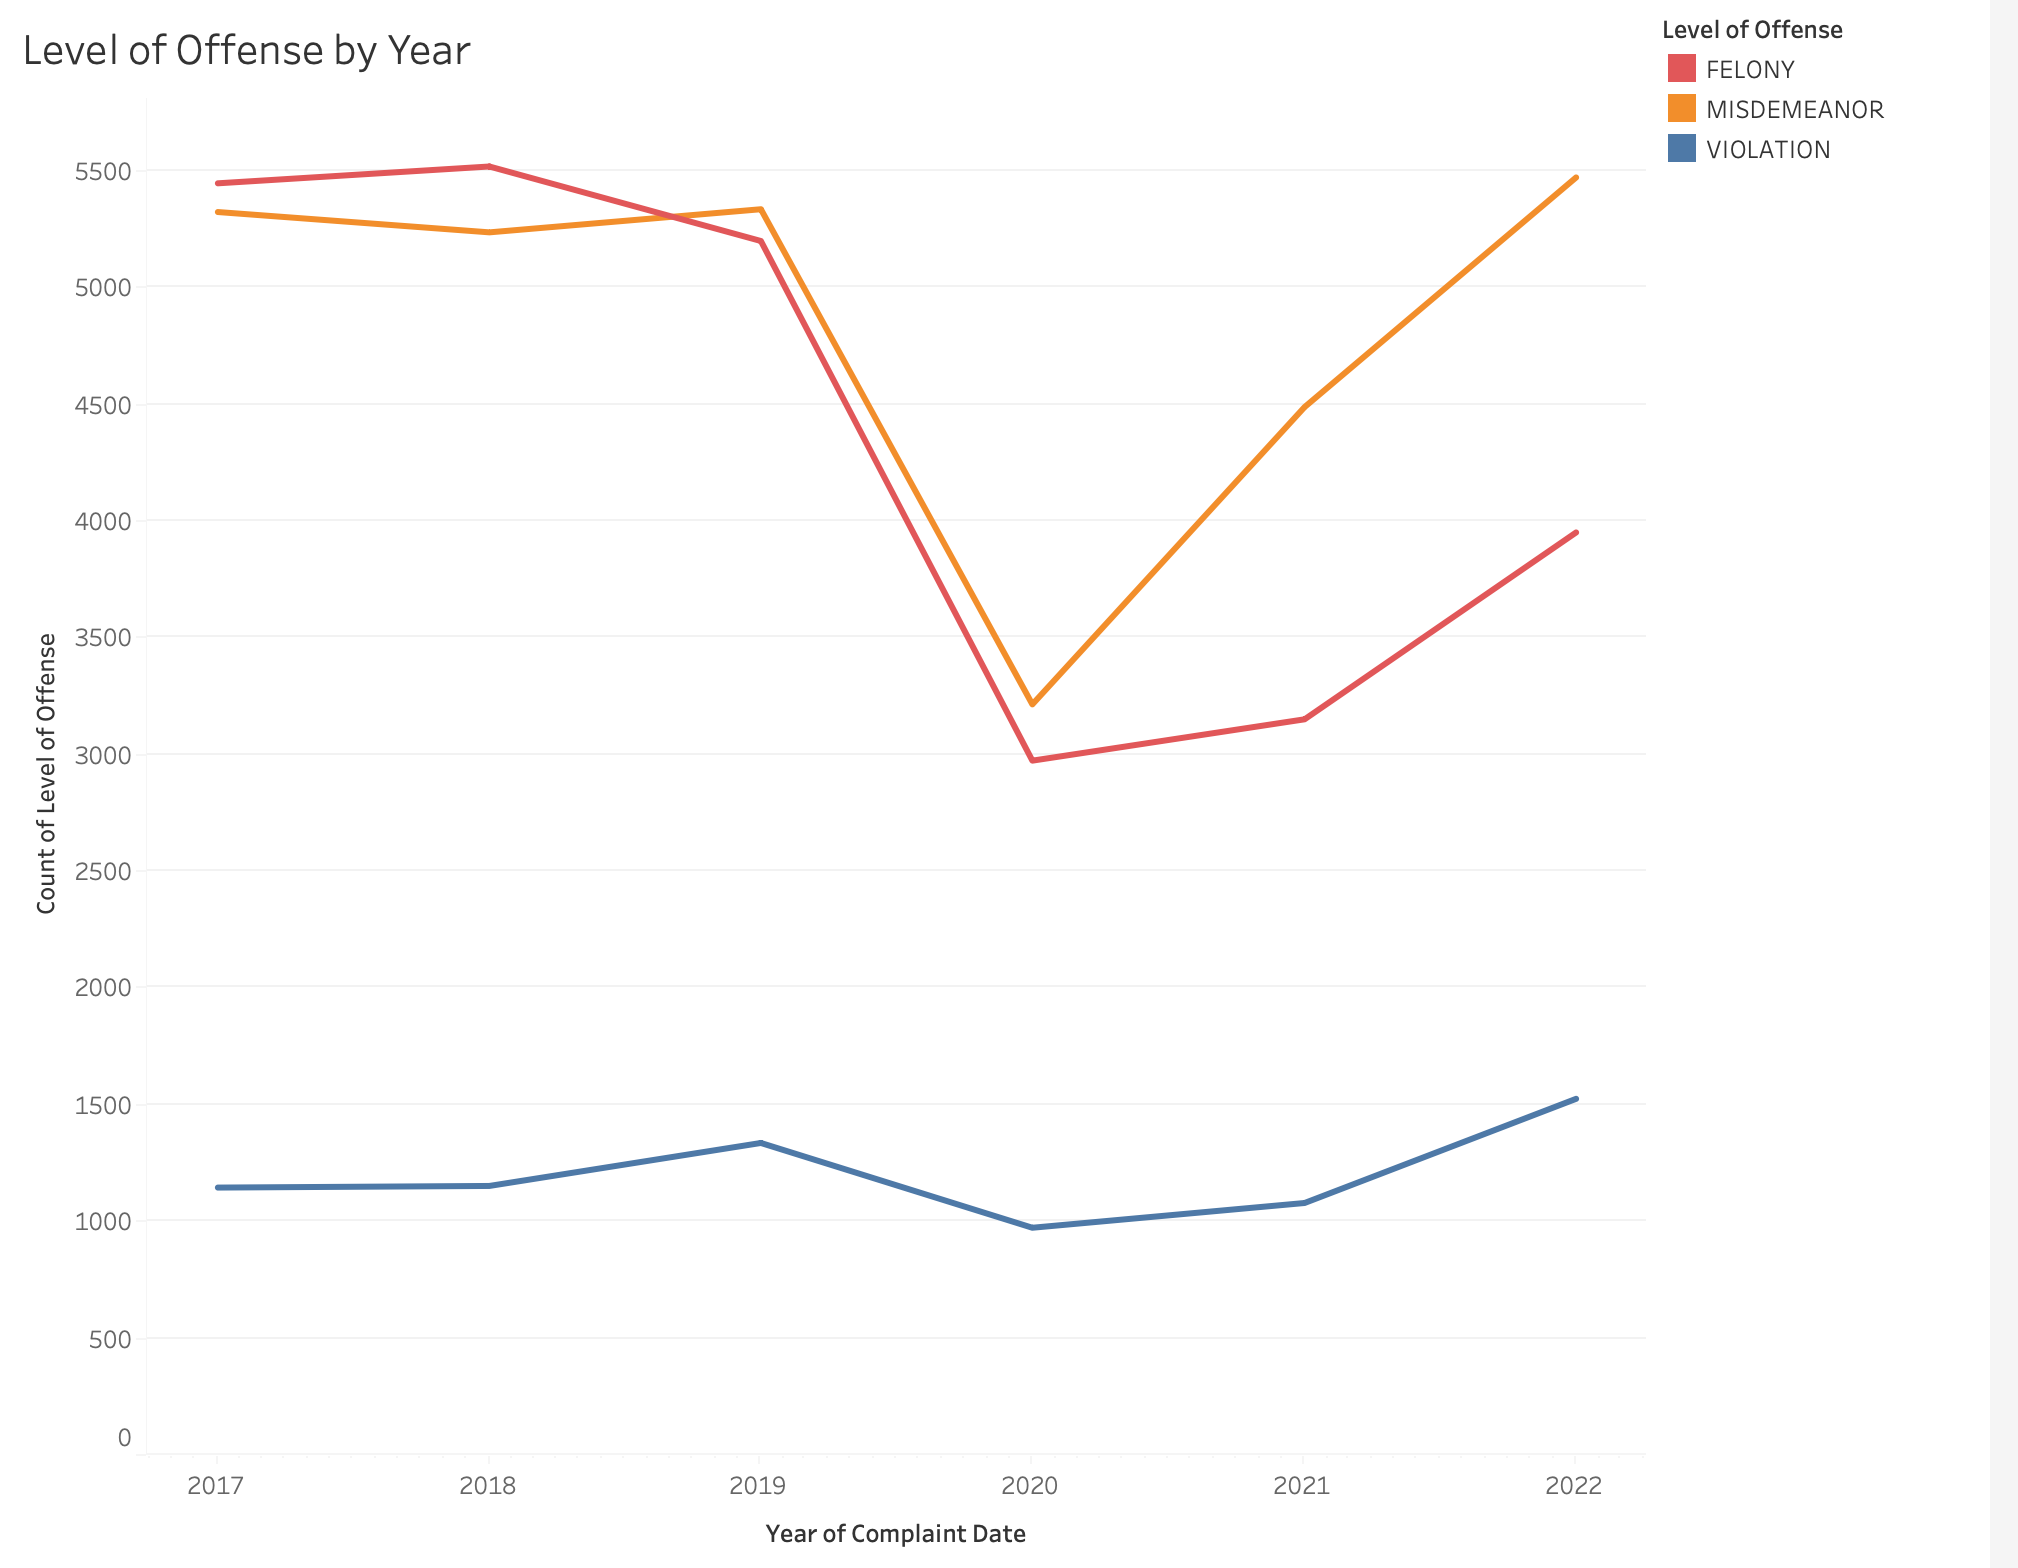 Level of Offense by Year
Level of Offense
FELONY
MISDEMEANOR
VIOLATION
Count of Level of Offense
5500
5000
4500
4000
3500
3000
2500
2000
1500
1000
500
0
2017 2018 2019 2020 2021 2022
Year of Complaint Date